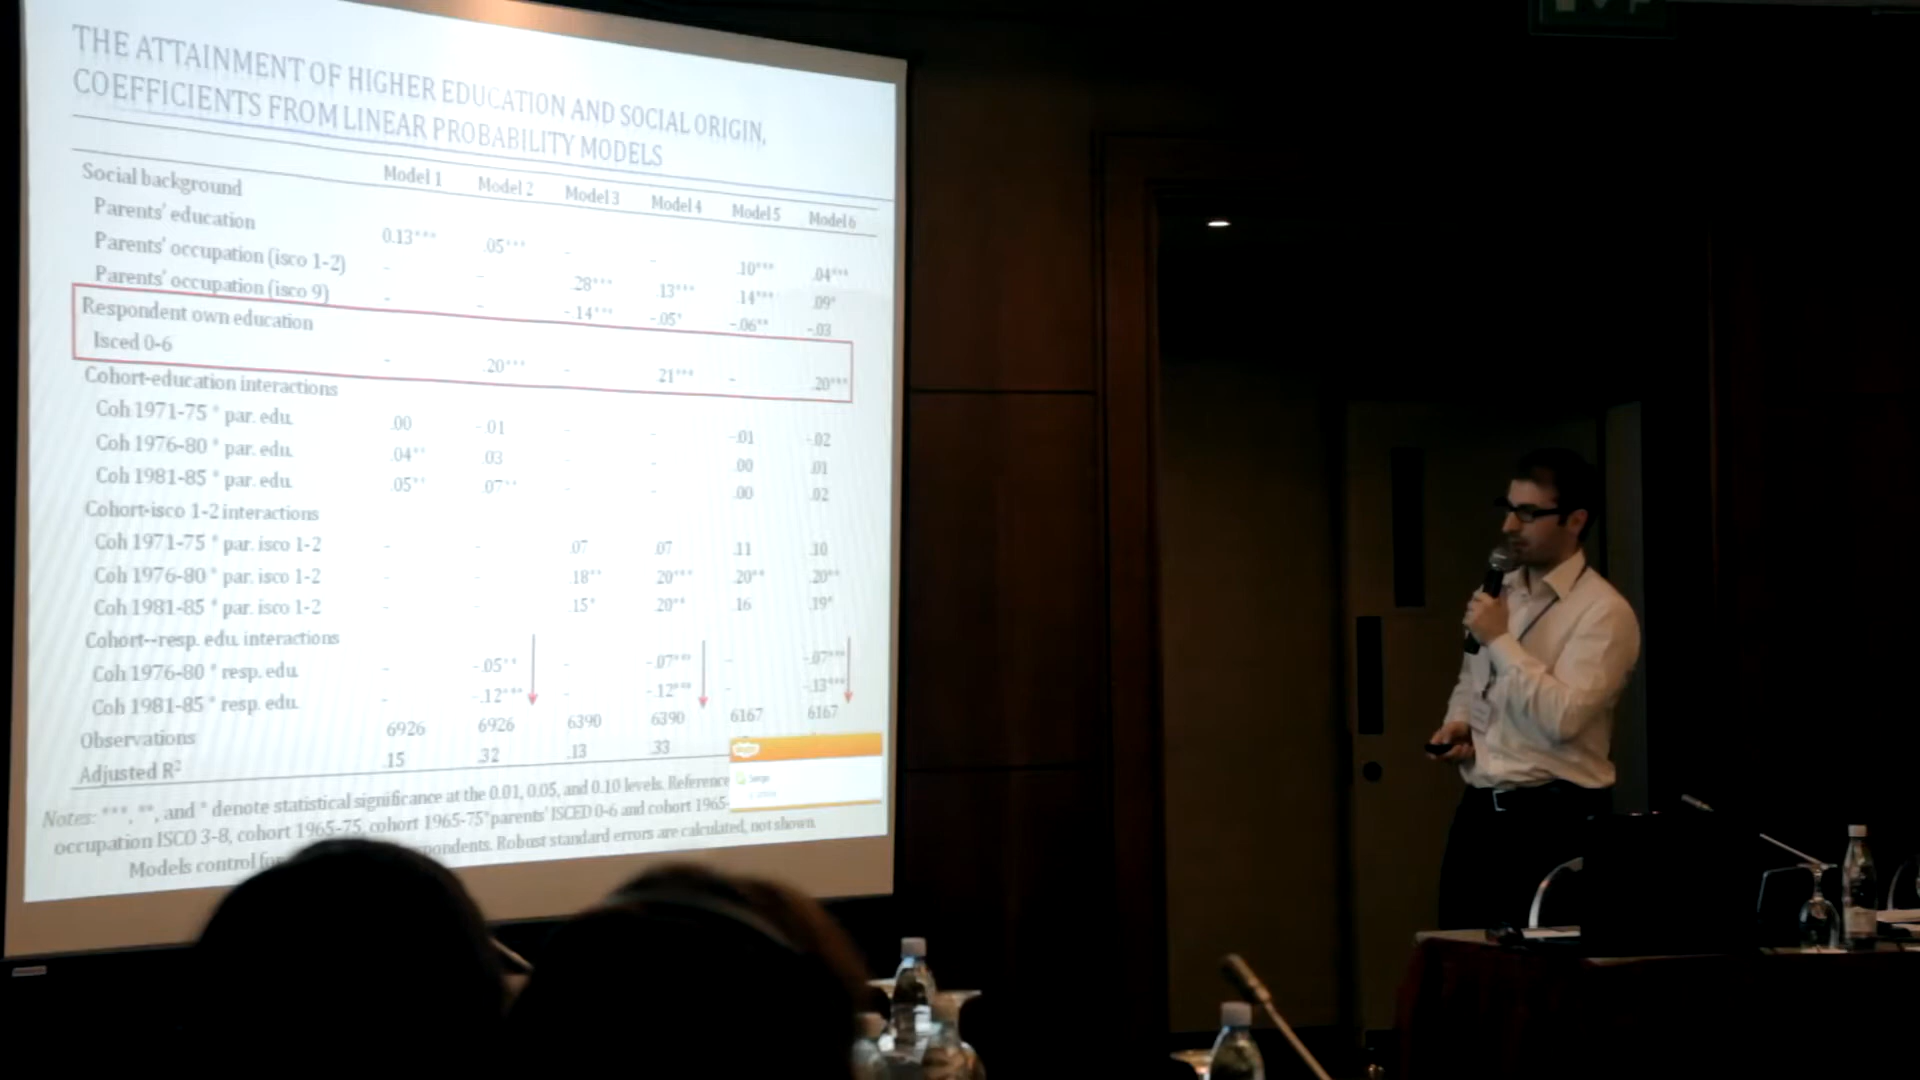 THE ATTAINMENT OF HIGHER EDUCATION AND SOCIAL ORIGIN,
COEFFICIENTS FROM LINEAR PROBABILITY MODELS
Model 1 Model 2 Model 3 Model 4 Model 5 Model 6
Social background
Parents' education 0.13*** .05*** - - .10*** .04***
Parents' occupation (isco 1-2) - - .28*** .13*** .14*** .09*
Parents' occupation (isco 9) - - -.14*** -.05* -.06** -.03
Respondent own education
Isced 0-6 - .20*** - .21*** - .20***
Cohort-education interactions
Coh 1971-75 * par. edu. .00 -.01 - - -.01 -.02
Coh 1976-80 * par. edu. .04** .03 - - .00 .01
Coh 1981-85 * par. edu. .05** .07** - - .00 .02
Cohort-isco 1-2 interactions
Coh 1971-75 * par. isco 1-2 - - .07 .07 .11 .10
Coh 1976-80 * par. isco 1-2 - - .18** .20*** .20** .20**
Coh 1981-85 * par. isco 1-2 - - .15* .20** .16 .19*
Cohort--resp. edu. interactions
Coh 1976-80 * resp. edu. - -.05** - -.07*** - -.07***
Coh 1981-85 * resp. edu. - -.12*** - -.12*** - -.13***
Observations 6926 6926 6390 6390 6167 6167
Adjusted R² .15 .32 .13 .33
Notes: ***, **, and * denote statistical significance at the 0.01, 0.05, and 0.10 levels. Reference
occupation ISCO 3-8, cohort 1965-75, cohort 1965-75*parents' ISCED 0-6 and cohort 1965-
Models control for pondents. Robust standard errors are calculated, not shown.